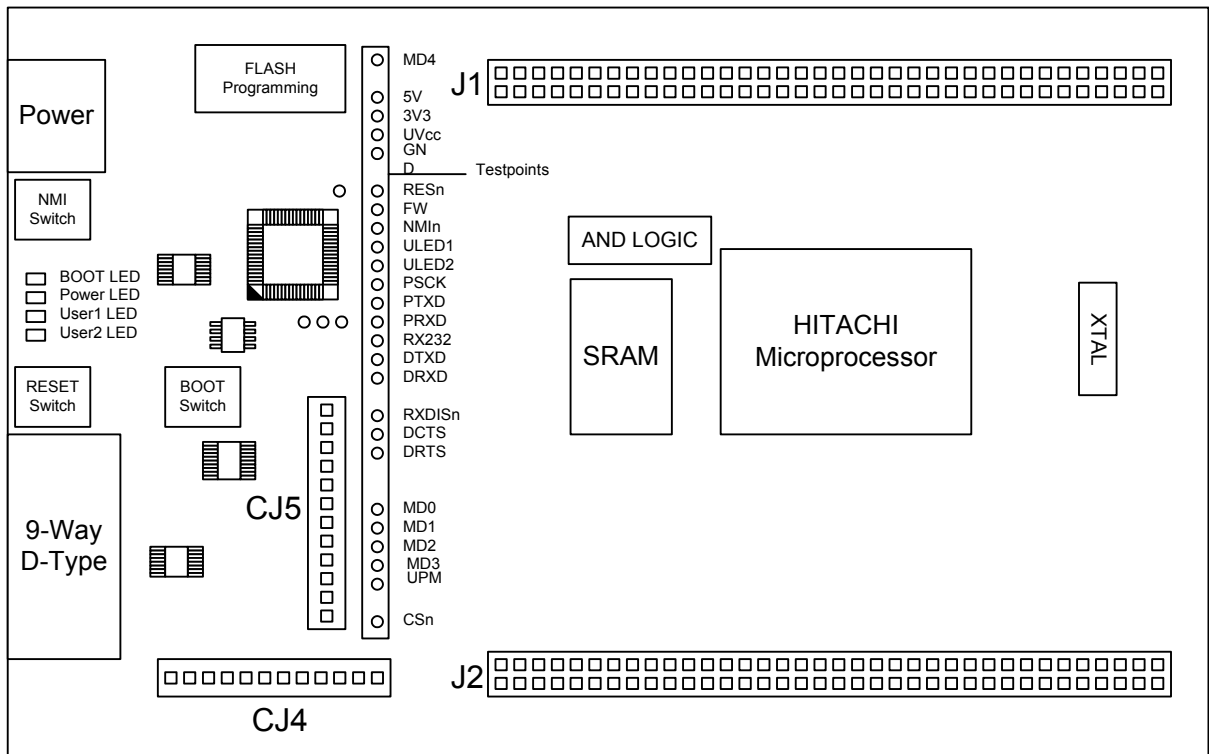 FLASH
Programming
MD4
J1
Power
5V
3V3
UVcc
GN
D
Testpoints
NMI
Switch
RESn
FW
NMIn
ULED1
ULED2
PSCK
PTXD
PRXD
RX232
DTXD
DRXD
RXDISn
DCTS
DRTS
MD0
MD1
MD2
MD3
UPM
CSn
BOOT LED
Power LED
User1 LED
User2 LED
AND LOGIC
SRAM
HITACHI
Microprocessor
XTAL
RESET
Switch
BOOT
Switch
CJ5
9-Way
D-Type
CJ4
J2